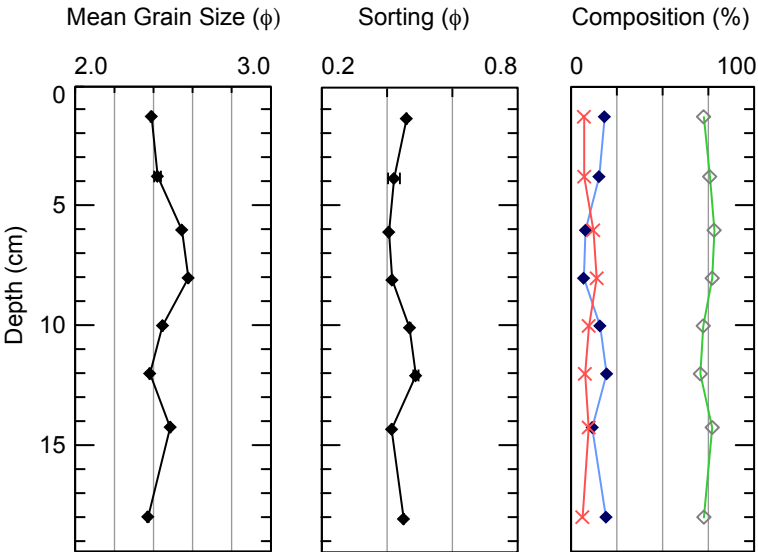 Mean Grain Size (ϕ) Sorting (ϕ) Composition (%)
2.0 3.0 0.2 0.8 0 100
0
5
10
15
Depth (cm)